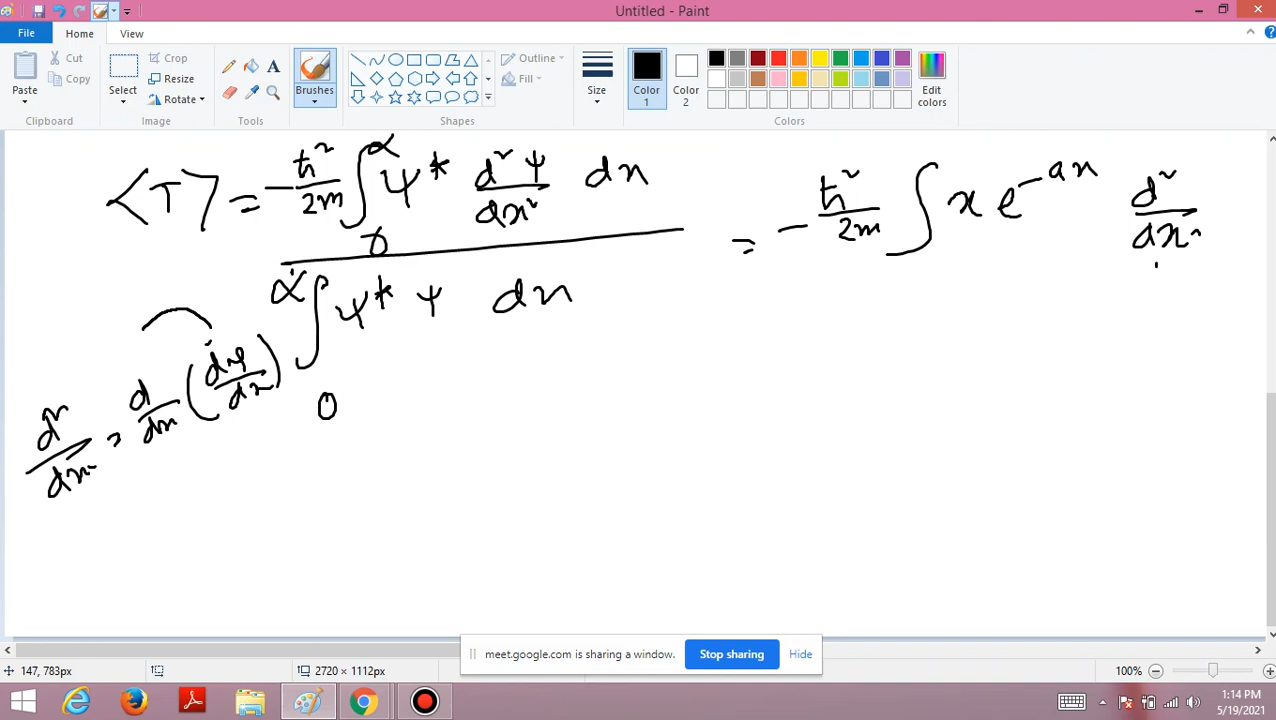 Untitled - Paint
File Home View
Paste Cut Copy Clipboard
Select Crop Resize Rotate Image
A Tools
Brushes
Outline Fill Shapes
Size
Color 1 Color 2 Edit colors Colors
<T> = -ħ²/2m ∫₀^α ψ* d²ψ/dx² dx = -ħ²/2m ∫ x e^-ax d²/dx²
α ∫ ψ* ψ dx
0
d²/dx² = d/dx (dψ/dx)
meet.google.com is sharing a window. Stop sharing Hide
147, 783px 2720 × 1112px 100%
1:14 PM
5/19/2021